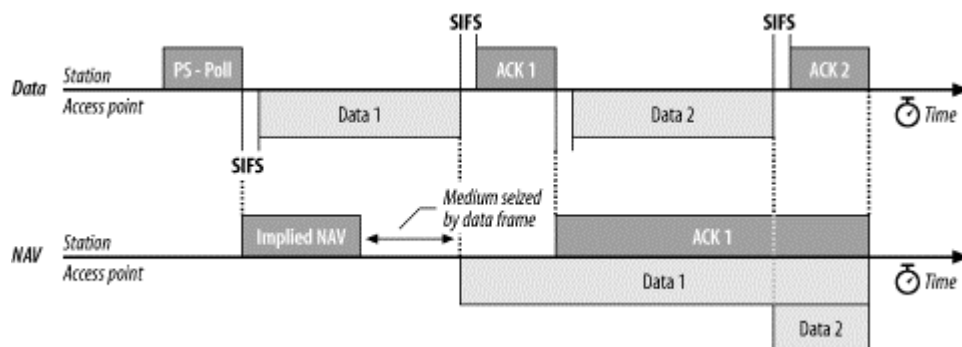 SIFS
SIFS
PS - Poll
ACK 1
ACK 2
Data
Station
Access point
Data 1
Data 2
Time
SIFS
Medium seized
by data frame
Implied NAV
ACK 1
NAV
Station
Access point
Data 1
Time
Data 2